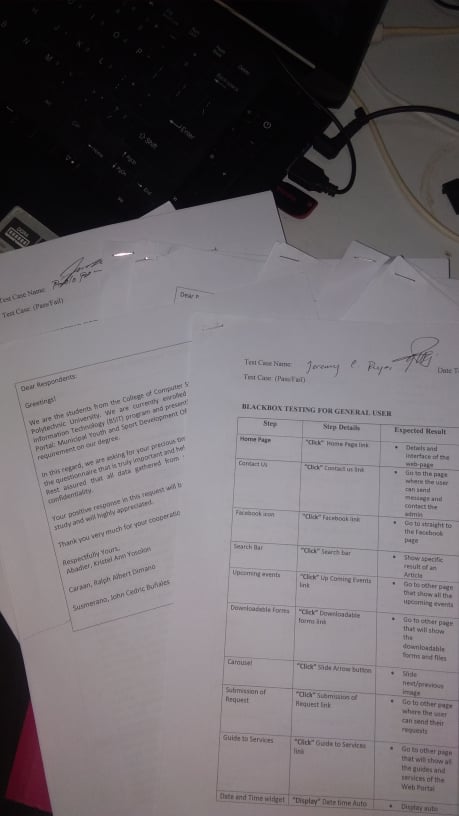 Enter
Shift
PgUp
PgDn
End
Test Case Name:
Test Case: (Pass/Fail)
Dear Respondents:
Greetings!
We are the students from the College of Computer S
Polytechnic University. We are currently enrolled
Information Technology (BSIT) program and present
Portal: Municipal Youth and Sport Development Of
requirement on our degree.
In this regard, we are asking for your precious tim
the questionnaire that is truly important and hel
Rest assured that all data gathered from
confidentiality.
Your positive response in this request will b
study and will highly appreciated.
Thank you very much for your cooperatio
Respectfully Yours,
Abadier, Kristel Ann
Caraan, Ralph Albert
Susmerano, John Cedric
Dear
Test Case Name: Jeremy
Date T
Test Case: (Pass/Fail)
BLACKBOX TESTING FOR GENERAL USER
Step Step Details Expected Result
Home Page "Click" Home Page link • Details and
interface of the
web-page
Contact Us "Click" Contact us link • Go to the page
where the user
can send
message and
contact the
admin
Facebook icon "Click" Facebook link • Go to straight to
the Facebook
page
Search Bar "Click" Search bar • Show specific
result of an
Article
Upcoming events "Click" Up Coming Events
link • Go to other page
that show all the
upcoming events
Downloadable Forms "Click" Downloadable
forms link • Go to other page
that will show
the
downloadable
forms and files
Carousel "Click" Slide Arrow button • Slide
next/previous
image
Submission of
Request "Click" Submission of
Request link • Go to other page
where the user
can send their
requests
Guide to Services "Click" Guide to Services
link • Go to other page
that will show all
the guides and
services of the
Web Portal
Date and Time widget "Display" Date time Auto • Display auto